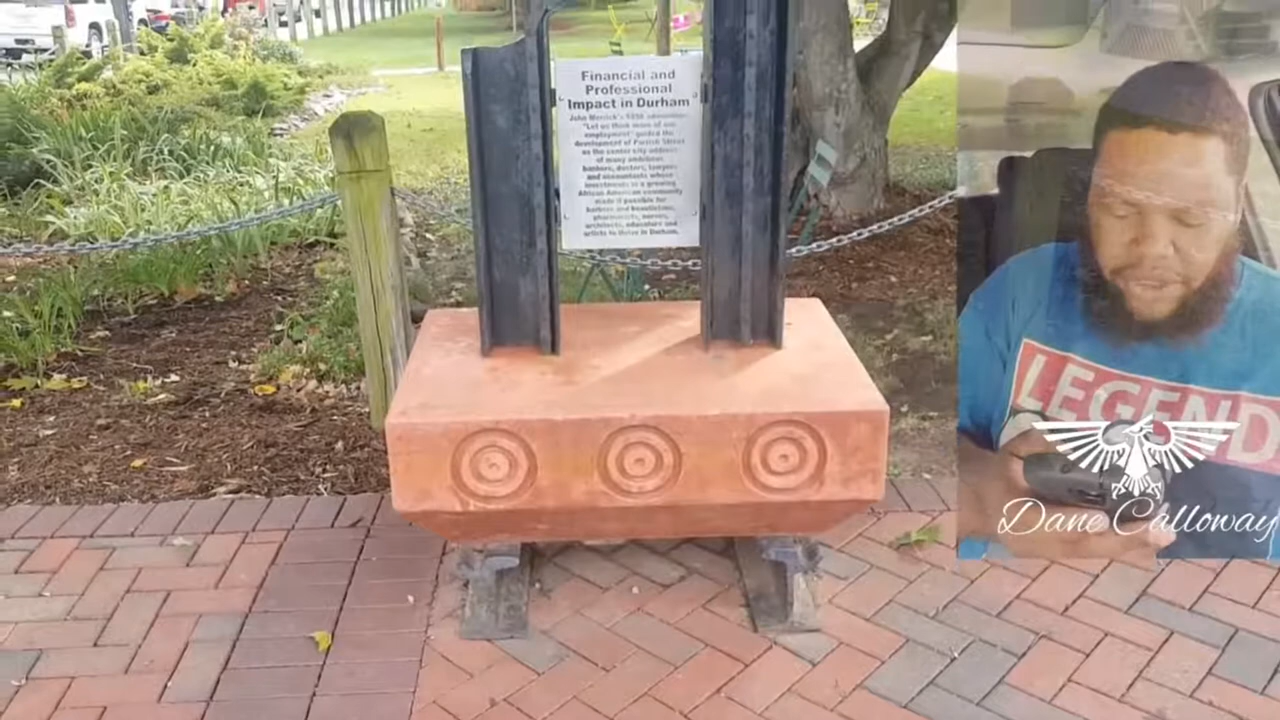 Financial and
Professional
Impact in Durham
John Merrick's 1898 admonition:
"Let us think more of our
employment" guided the
development of Parrish Street
as the center city address
of many ambitious
bankers, doctors, lawyers
and accountants whose
investments in a growing
African American community
made it possible for
barbers and beauticians,
pharmacists, nurses,
architects, educators and
artists to thrive in Durham.
LEGEND
Dane Calloway